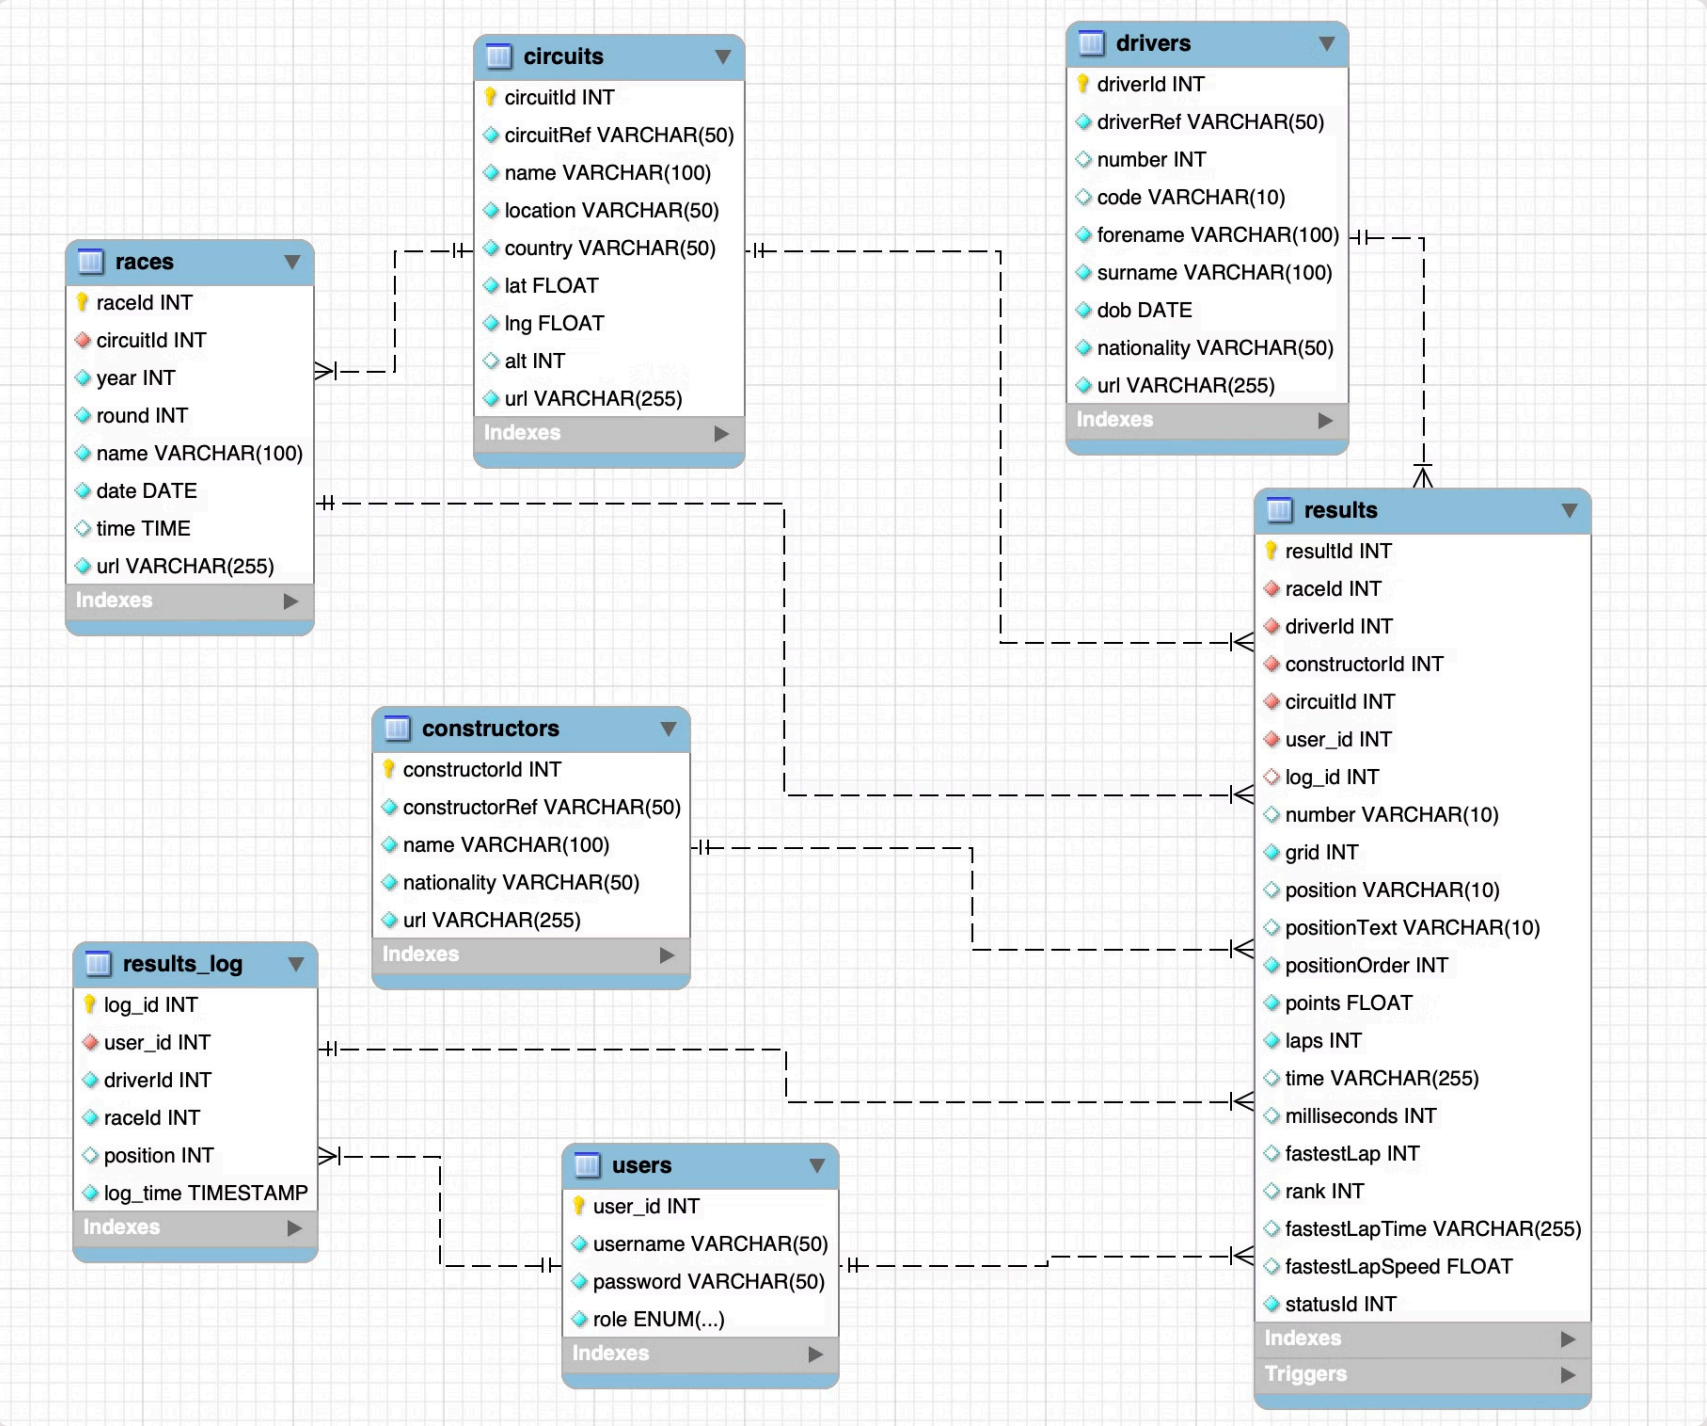 circuits
circuitId INT
circuitRef VARCHAR(50)
name VARCHAR(100)
location VARCHAR(50)
country VARCHAR(50)
lat FLOAT
lng FLOAT
alt INT
url VARCHAR(255)
Indexes
drivers
driverId INT
driverRef VARCHAR(50)
number INT
code VARCHAR(10)
forename VARCHAR(100)
surname VARCHAR(100)
dob DATE
nationality VARCHAR(50)
url VARCHAR(255)
Indexes
races
raceId INT
circuitId INT
year INT
round INT
name VARCHAR(100)
date DATE
time TIME
url VARCHAR(255)
Indexes
results
resultId INT
raceId INT
driverId INT
constructorId INT
circuitId INT
user_id INT
log_id INT
number VARCHAR(10)
grid INT
position VARCHAR(10)
positionText VARCHAR(10)
positionOrder INT
points FLOAT
laps INT
time VARCHAR(255)
milliseconds INT
fastestLap INT
rank INT
fastestLapTime VARCHAR(255)
fastestLapSpeed FLOAT
statusId INT
Indexes
Triggers
constructors
constructorId INT
constructorRef VARCHAR(50)
name VARCHAR(100)
nationality VARCHAR(50)
url VARCHAR(255)
Indexes
results_log
log_id INT
user_id INT
driverId INT
raceId INT
position INT
log_time TIMESTAMP
Indexes
users
user_id INT
username VARCHAR(50)
password VARCHAR(50)
role ENUM(...)
Indexes